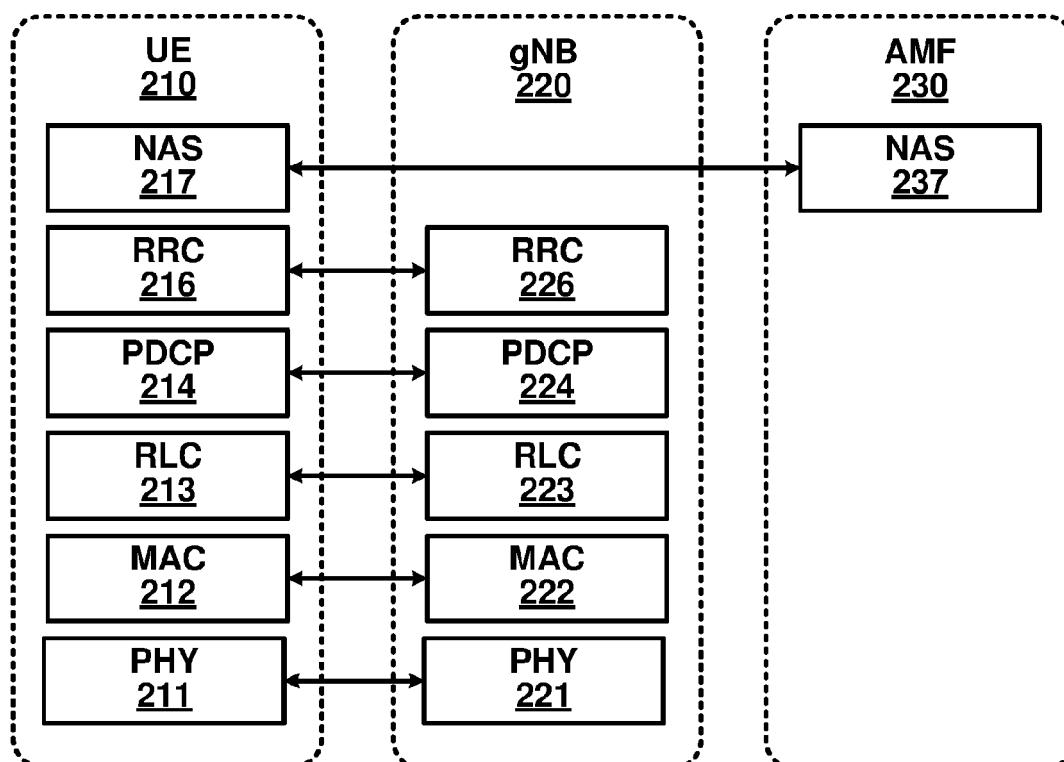 UE
210
gNB
220
AMF
230
NAS
217
NAS
237
RRC
216
RRC
226
PDCP
214
PDCP
224
RLC
213
RLC
223
MAC
212
MAC
222
PHY
211
PHY
221